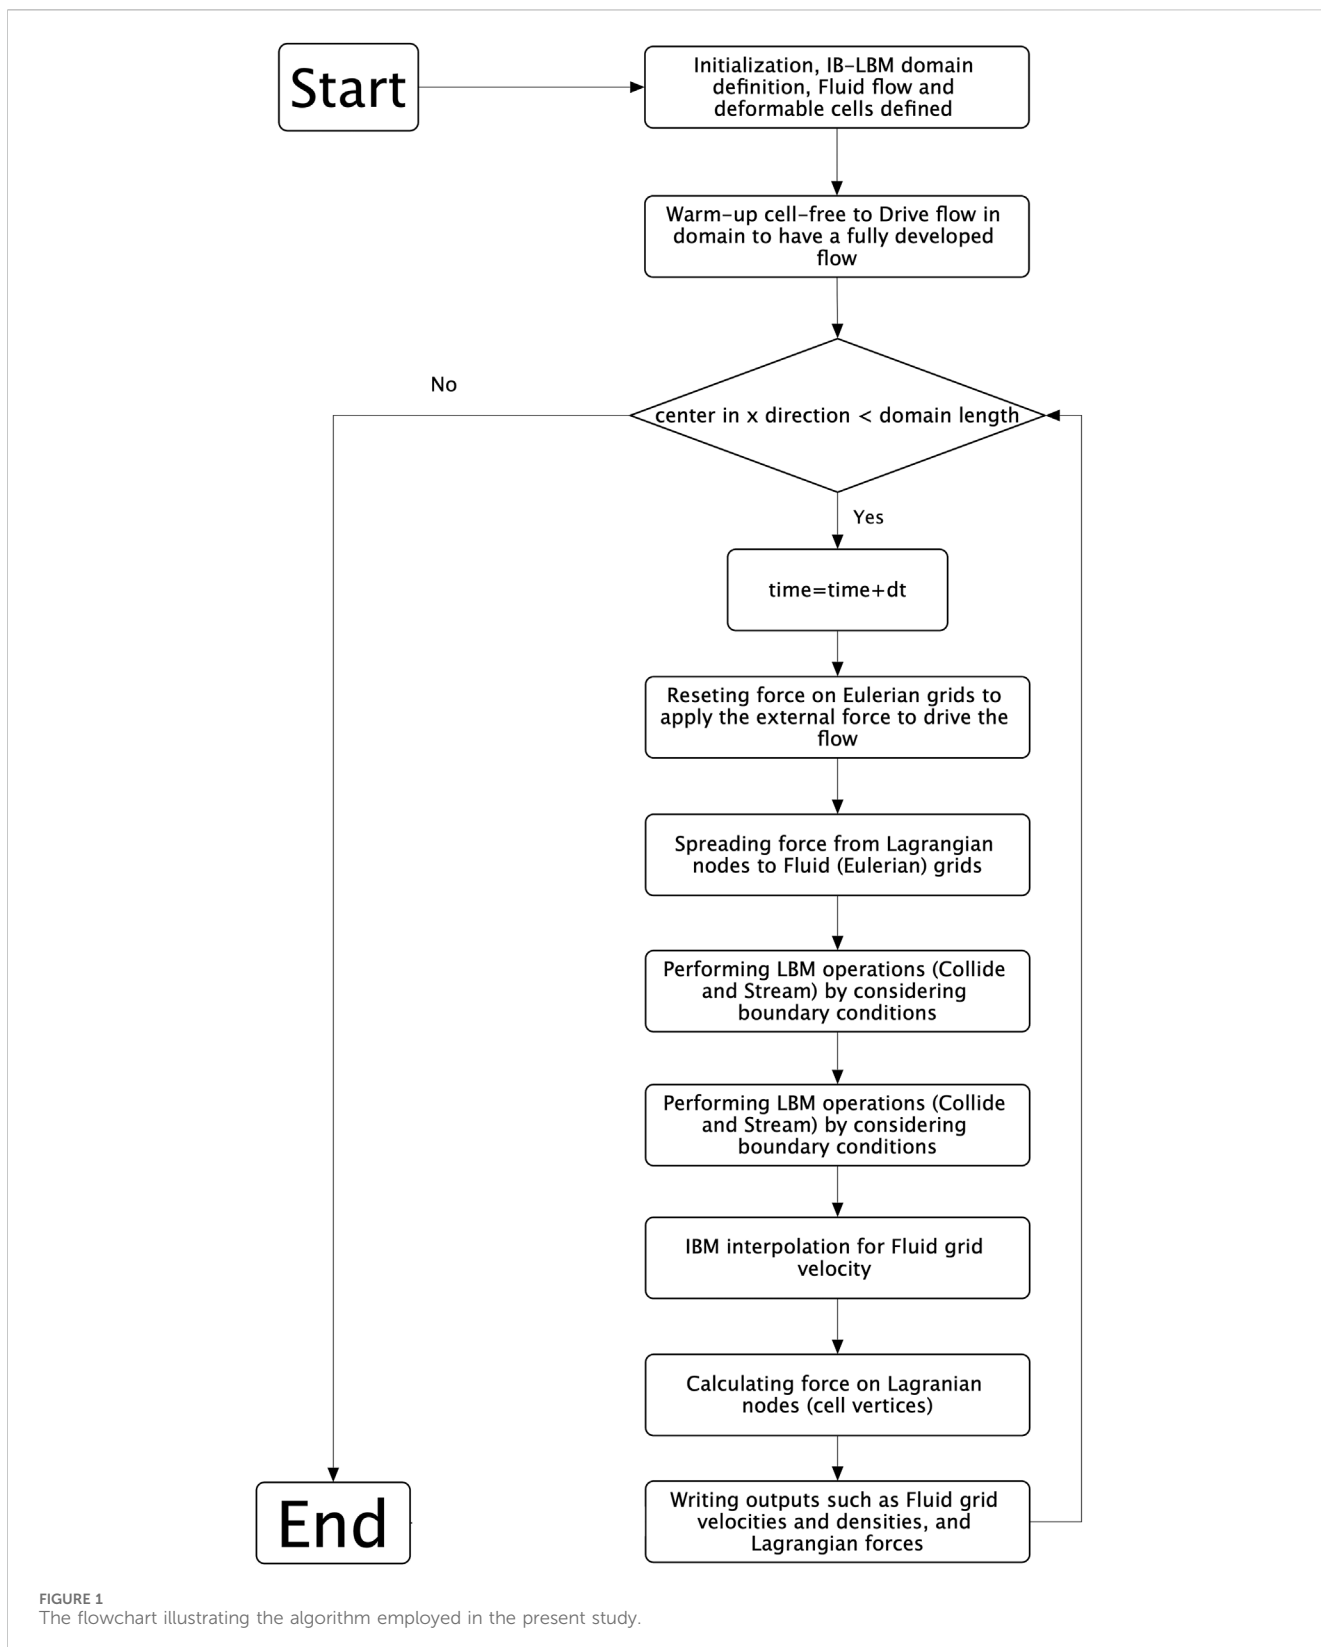 Start
Initialization, IB-LBM domain
definition, Fluid flow and
deformable cells defined
Warm-up cell-free to Drive flow in
domain to have a fully developed
flow
No
center in x direction < domain length
Yes
time=time+dt
Reseting force on Eulerian grids to
apply the external force to drive the
flow
Spreading force from Lagrangian
nodes to Fluid (Eulerian) grids
Performing LBM operations (Collide
and Stream) by considering
boundary conditions
Performing LBM operations (Collide
and Stream) by considering
boundary conditions
IBM interpolation for Fluid grid
velocity
Calculating force on Lagranian
nodes (cell vertices)
Writing outputs such as Fluid grid
velocities and densities, and
Lagrangian forces
End
FIGURE 1
The flowchart illustrating the algorithm employed in the present study.